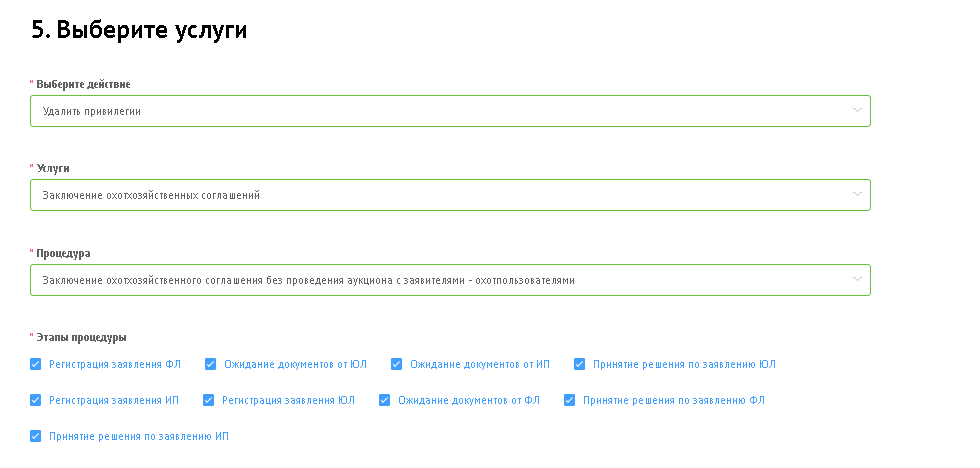 5. Выберите услуги
* Выберите действие
Удалить привилегии
* Услуги
Заключение охотхозяйственных соглашений
* Процедура
Заключение охотхозяйственного соглашения без проведения аукциона с заявителями - охотпользователями
* Этапы процедуры
Регистрация заявления ФЛ Ожидание документов от ЮЛ Ожидание документов от ИП Принятие решения по заявлению ЮЛ
Регистрация заявления ИП Регистрация заявления ЮЛ Ожидание документов от ФЛ Принятие решения по заявлению ФЛ
Принятие решения по заявлению ИП